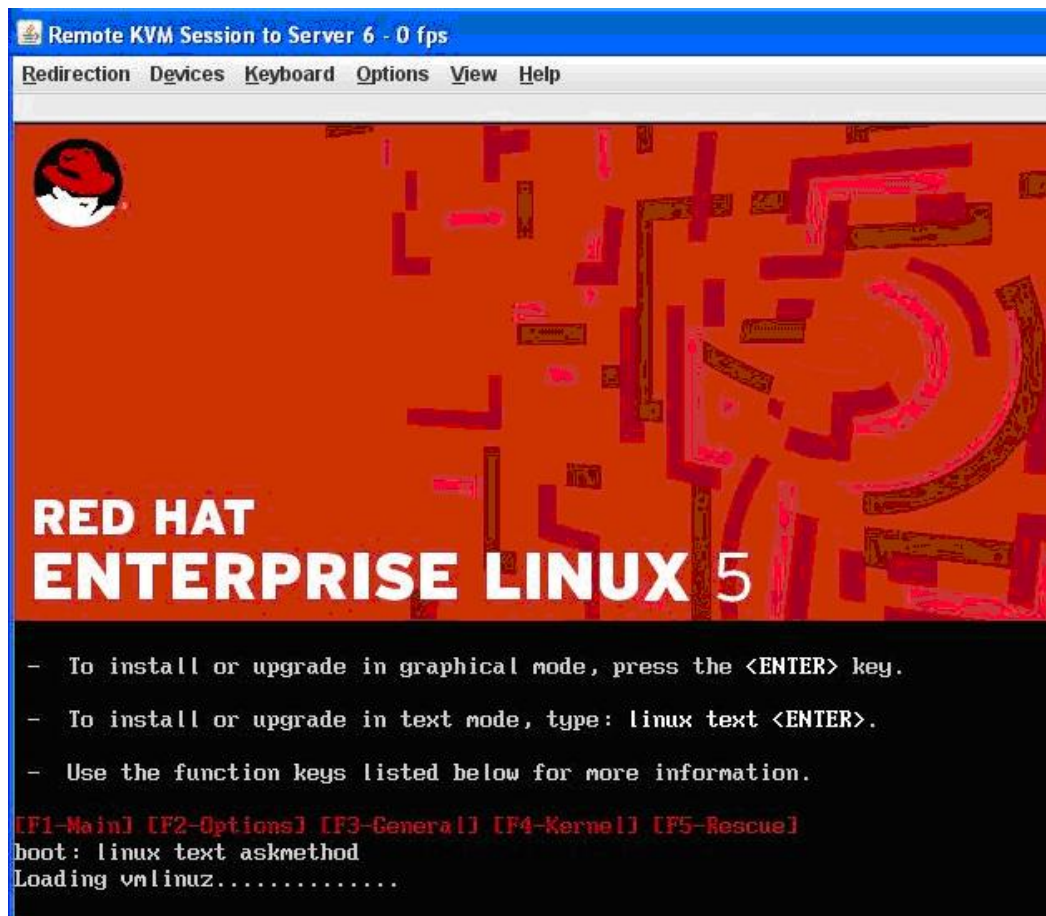 Remote KVM Session to Server 6 - 0 fps
Redirection Devices Keyboard Options View Help
RED HAT
ENTERPRISE LINUX 5
- To install or upgrade in graphical mode, press the <ENTER> key.
- To install or upgrade in text mode, type: linux text <ENTER>.
- Use the function keys listed below for more information.
[F1-Main] [F2-Options] [F3-General] [F4-Kernel] [F5-Rescue]
boot: linux text askmethod
Loading vmlinuz..............